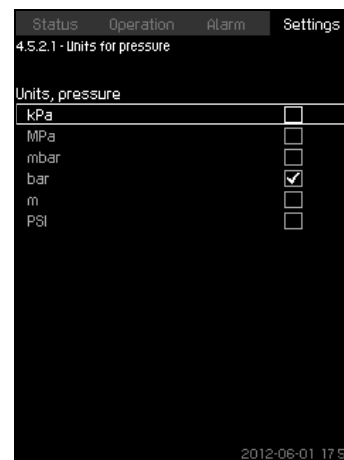 Status Operation Alarm Settings
4.5.2.1 - Units for pressure
Units, pressure
kPa
MPa
mbar
bar
m
PSI
2012-06-01 17